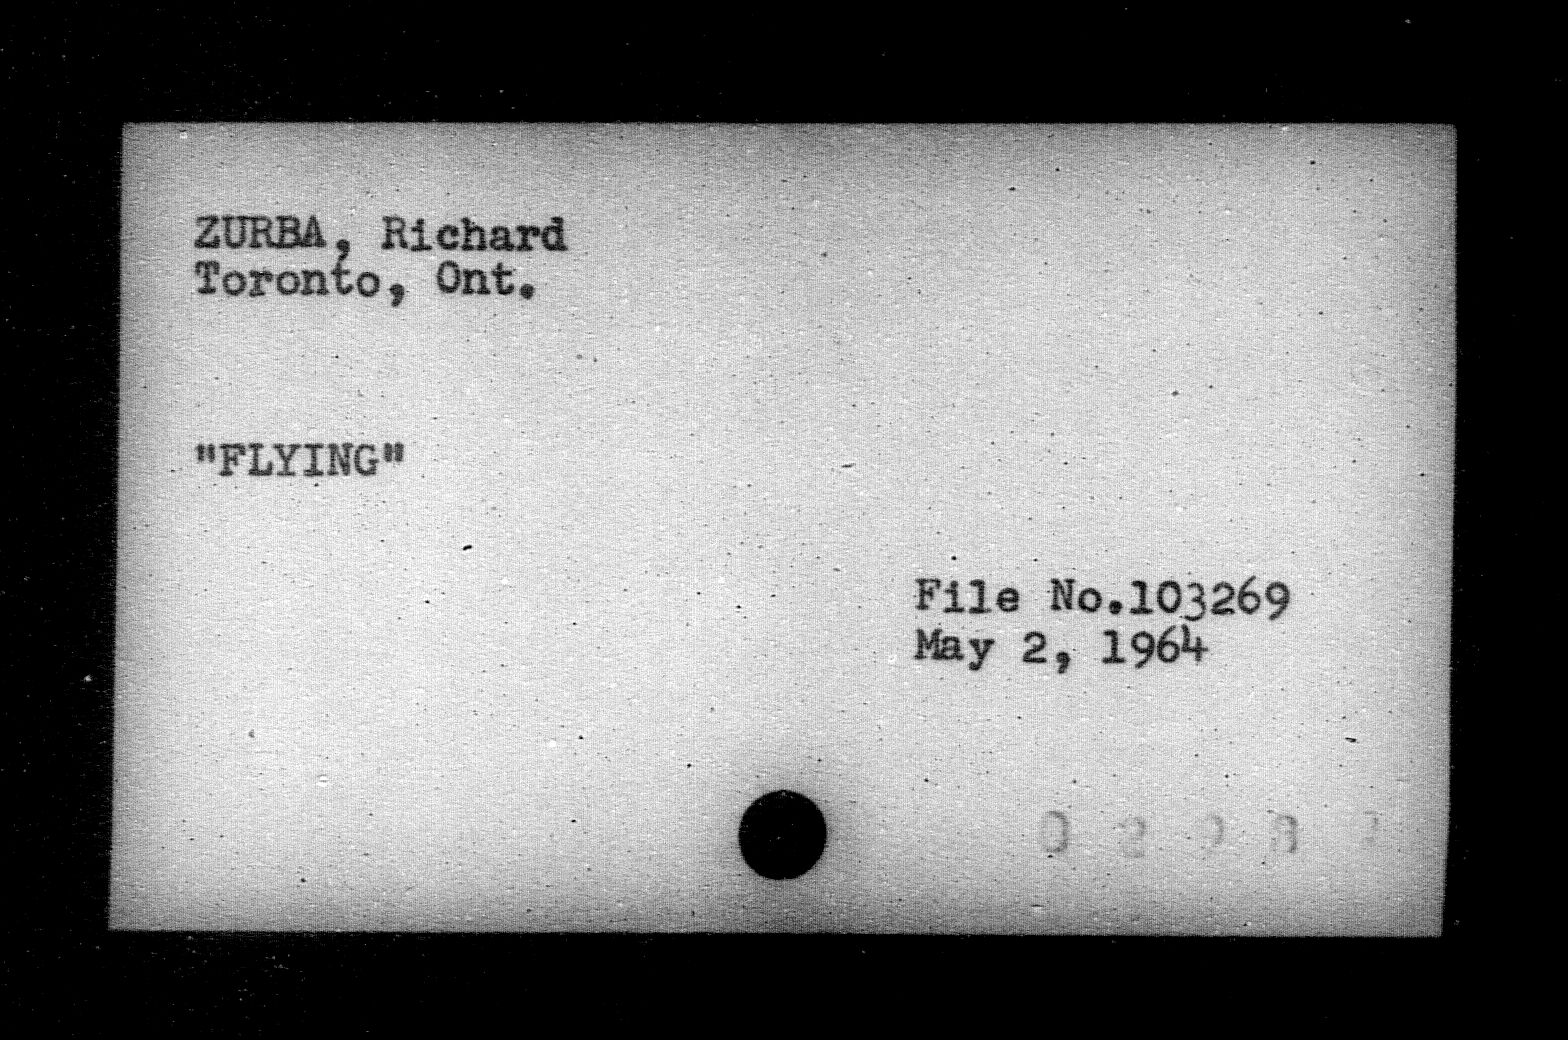 ZURBA, Richard
Toronto, Ont.
"FLYING"
File No.103269
May 2, 1964